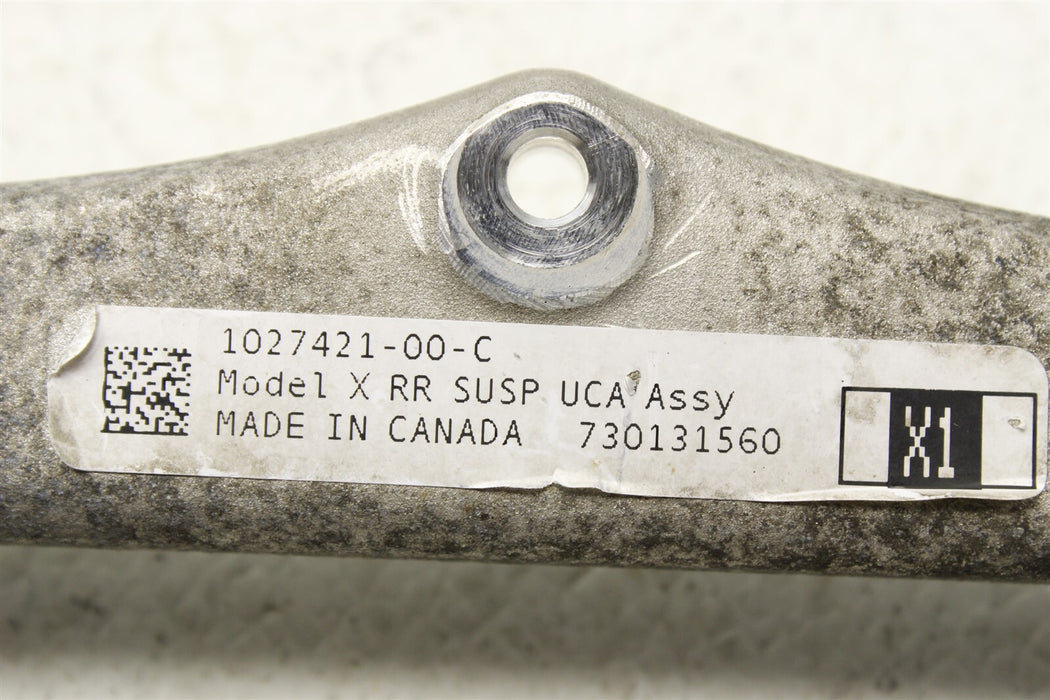 1027421-00-C
Model X RR SUSP UCA Assy
MADE IN CANADA 730131560
X1